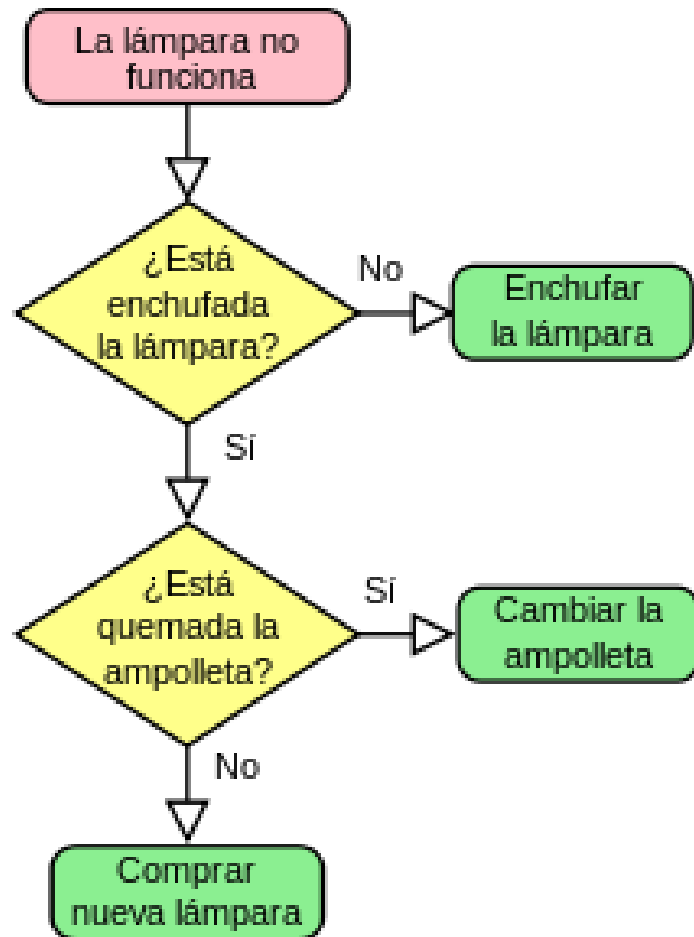 La lámpara no
funciona
¿Está
enchufada
la lámpara?
No
Enchufar
la lámpara
Sí
¿Está
quemada la
ampolleta?
Sí
Cambiar la
ampolleta
No
Comprar
nueva lámpara